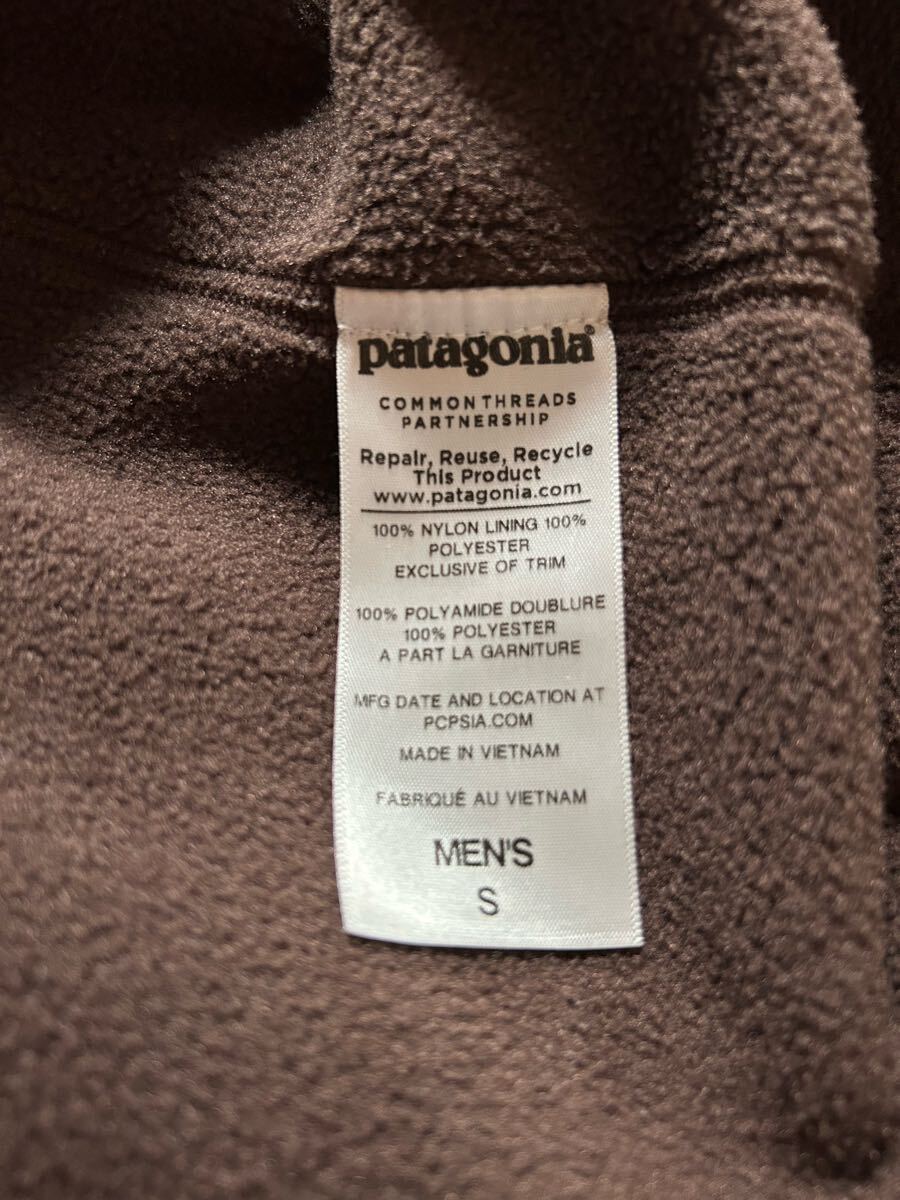 patagonia®
COMMON THREADS
PARTNERSHIP
Repair, Reuse, Recycle
This Product
www.patagonia.com
100% NYLON LINING 100%
POLYESTER
EXCLUSIVE OF TRIM
100% POLYAMIDE DOUBLURE
100% POLYESTER
A PART LA GARNITURE
MFG DATE AND LOCATION AT
PCPSIA.COM
MADE IN VIETNAM
FABRIQUÉ AU VIETNAM
MEN'S
S